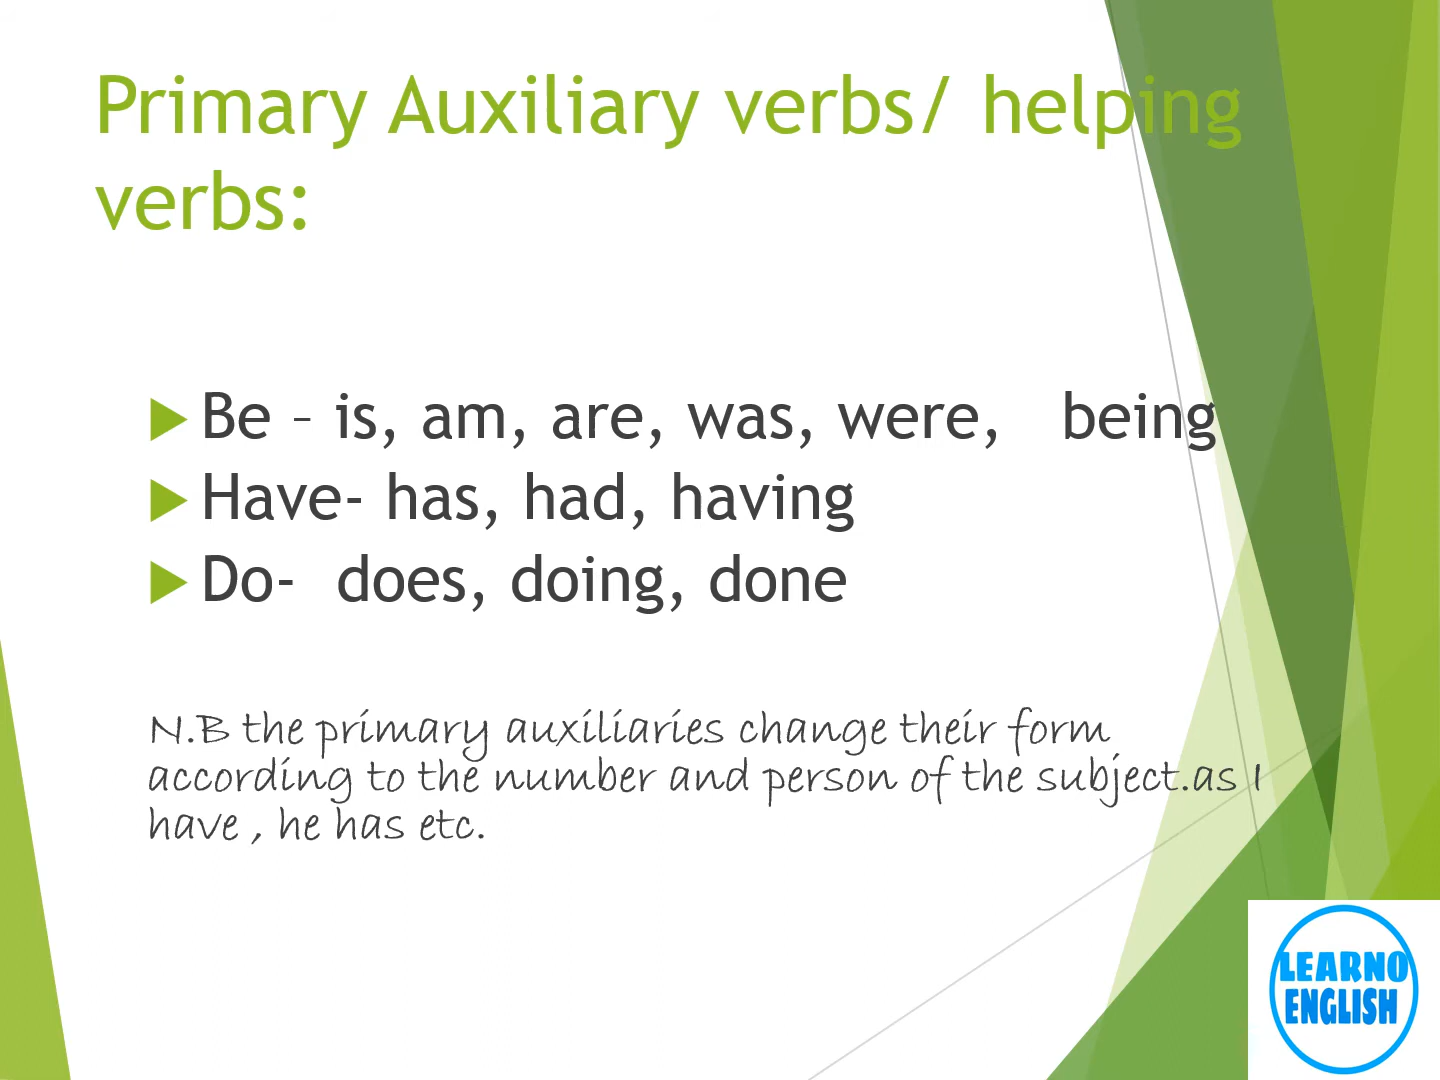 Primary Auxiliary verbs/ helping
verbs:
Be – is, am, are, was, were, being
Have- has, had, having
Do- does, doing, done
N.B the primary auxiliaries change their form
according to the number and person of the subject.as I
have , he has etc.
LEARNO
ENGLISH